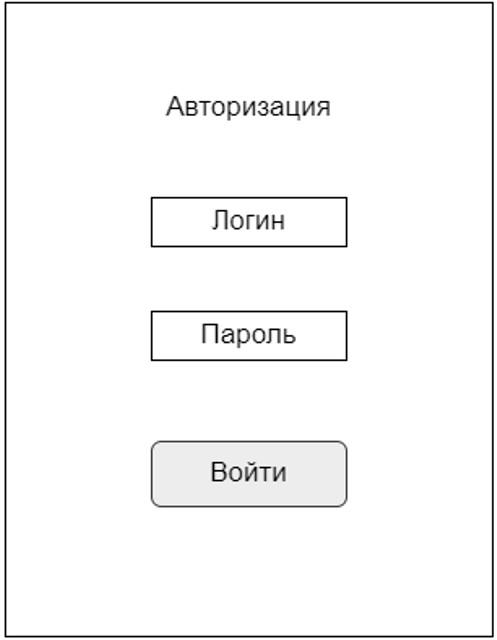 Авторизация
Логин
Пароль
Войти